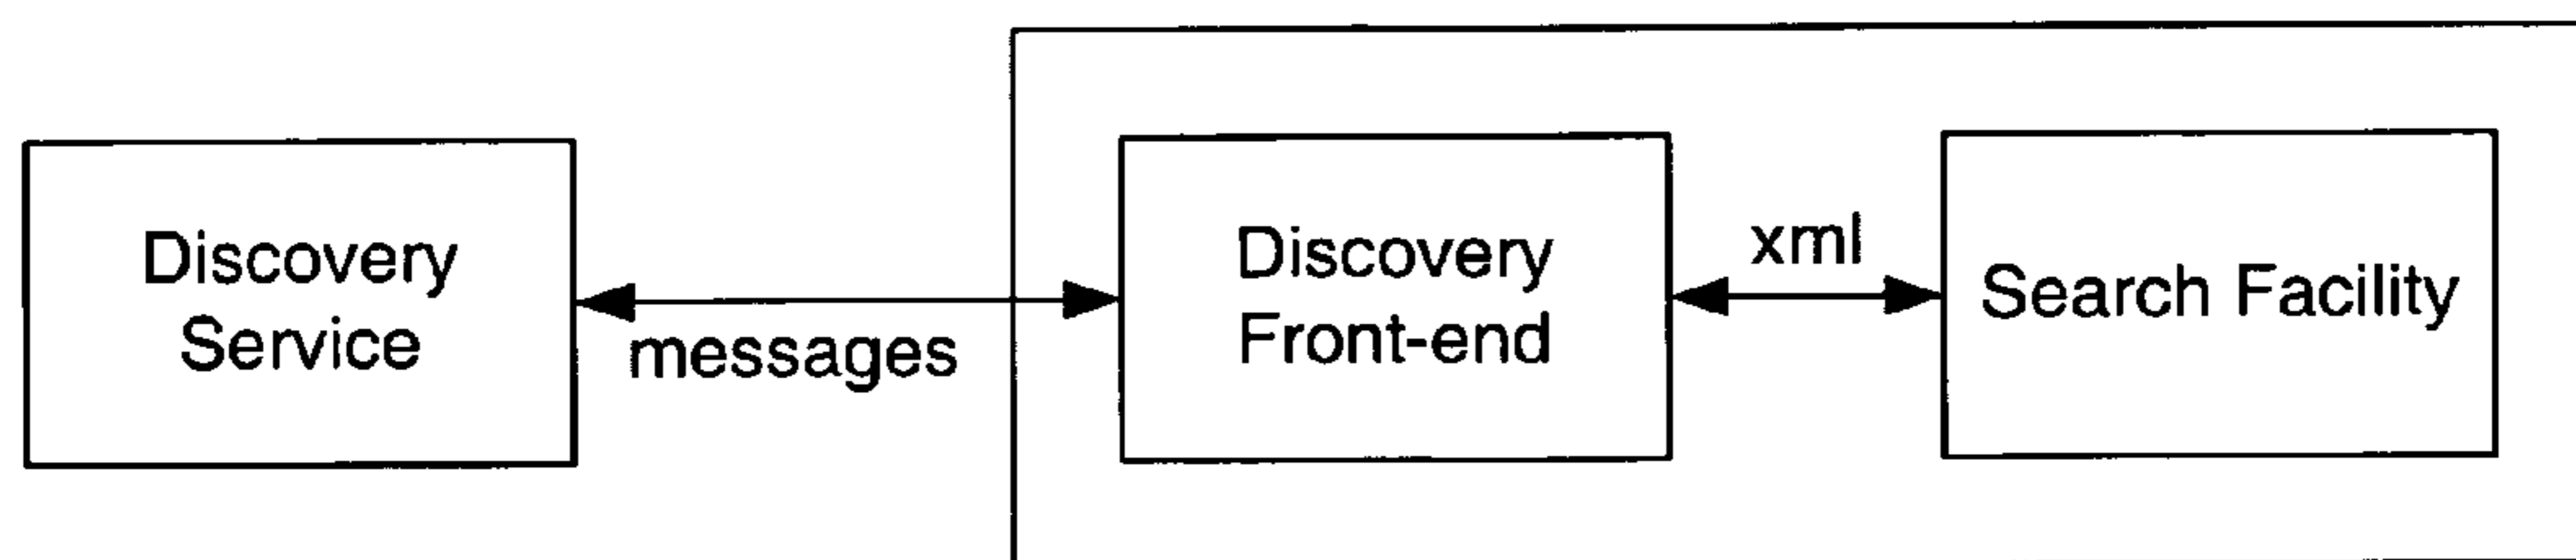 Discovery
Service
messages
Discovery
Front-end
xml
Search Facility